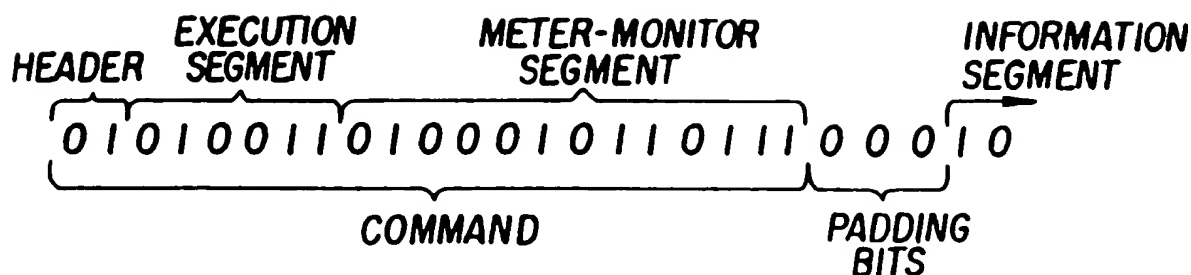 HEADER
EXECUTION
SEGMENT
METER-MONITOR
SEGMENT
INFORMATION
SEGMENT
0 1 0 1 0 0 1 1 0 1 0 0 0 1 0 1 1 0 1 1 1 0 0 0 1 0
COMMAND
PADDING
BITS